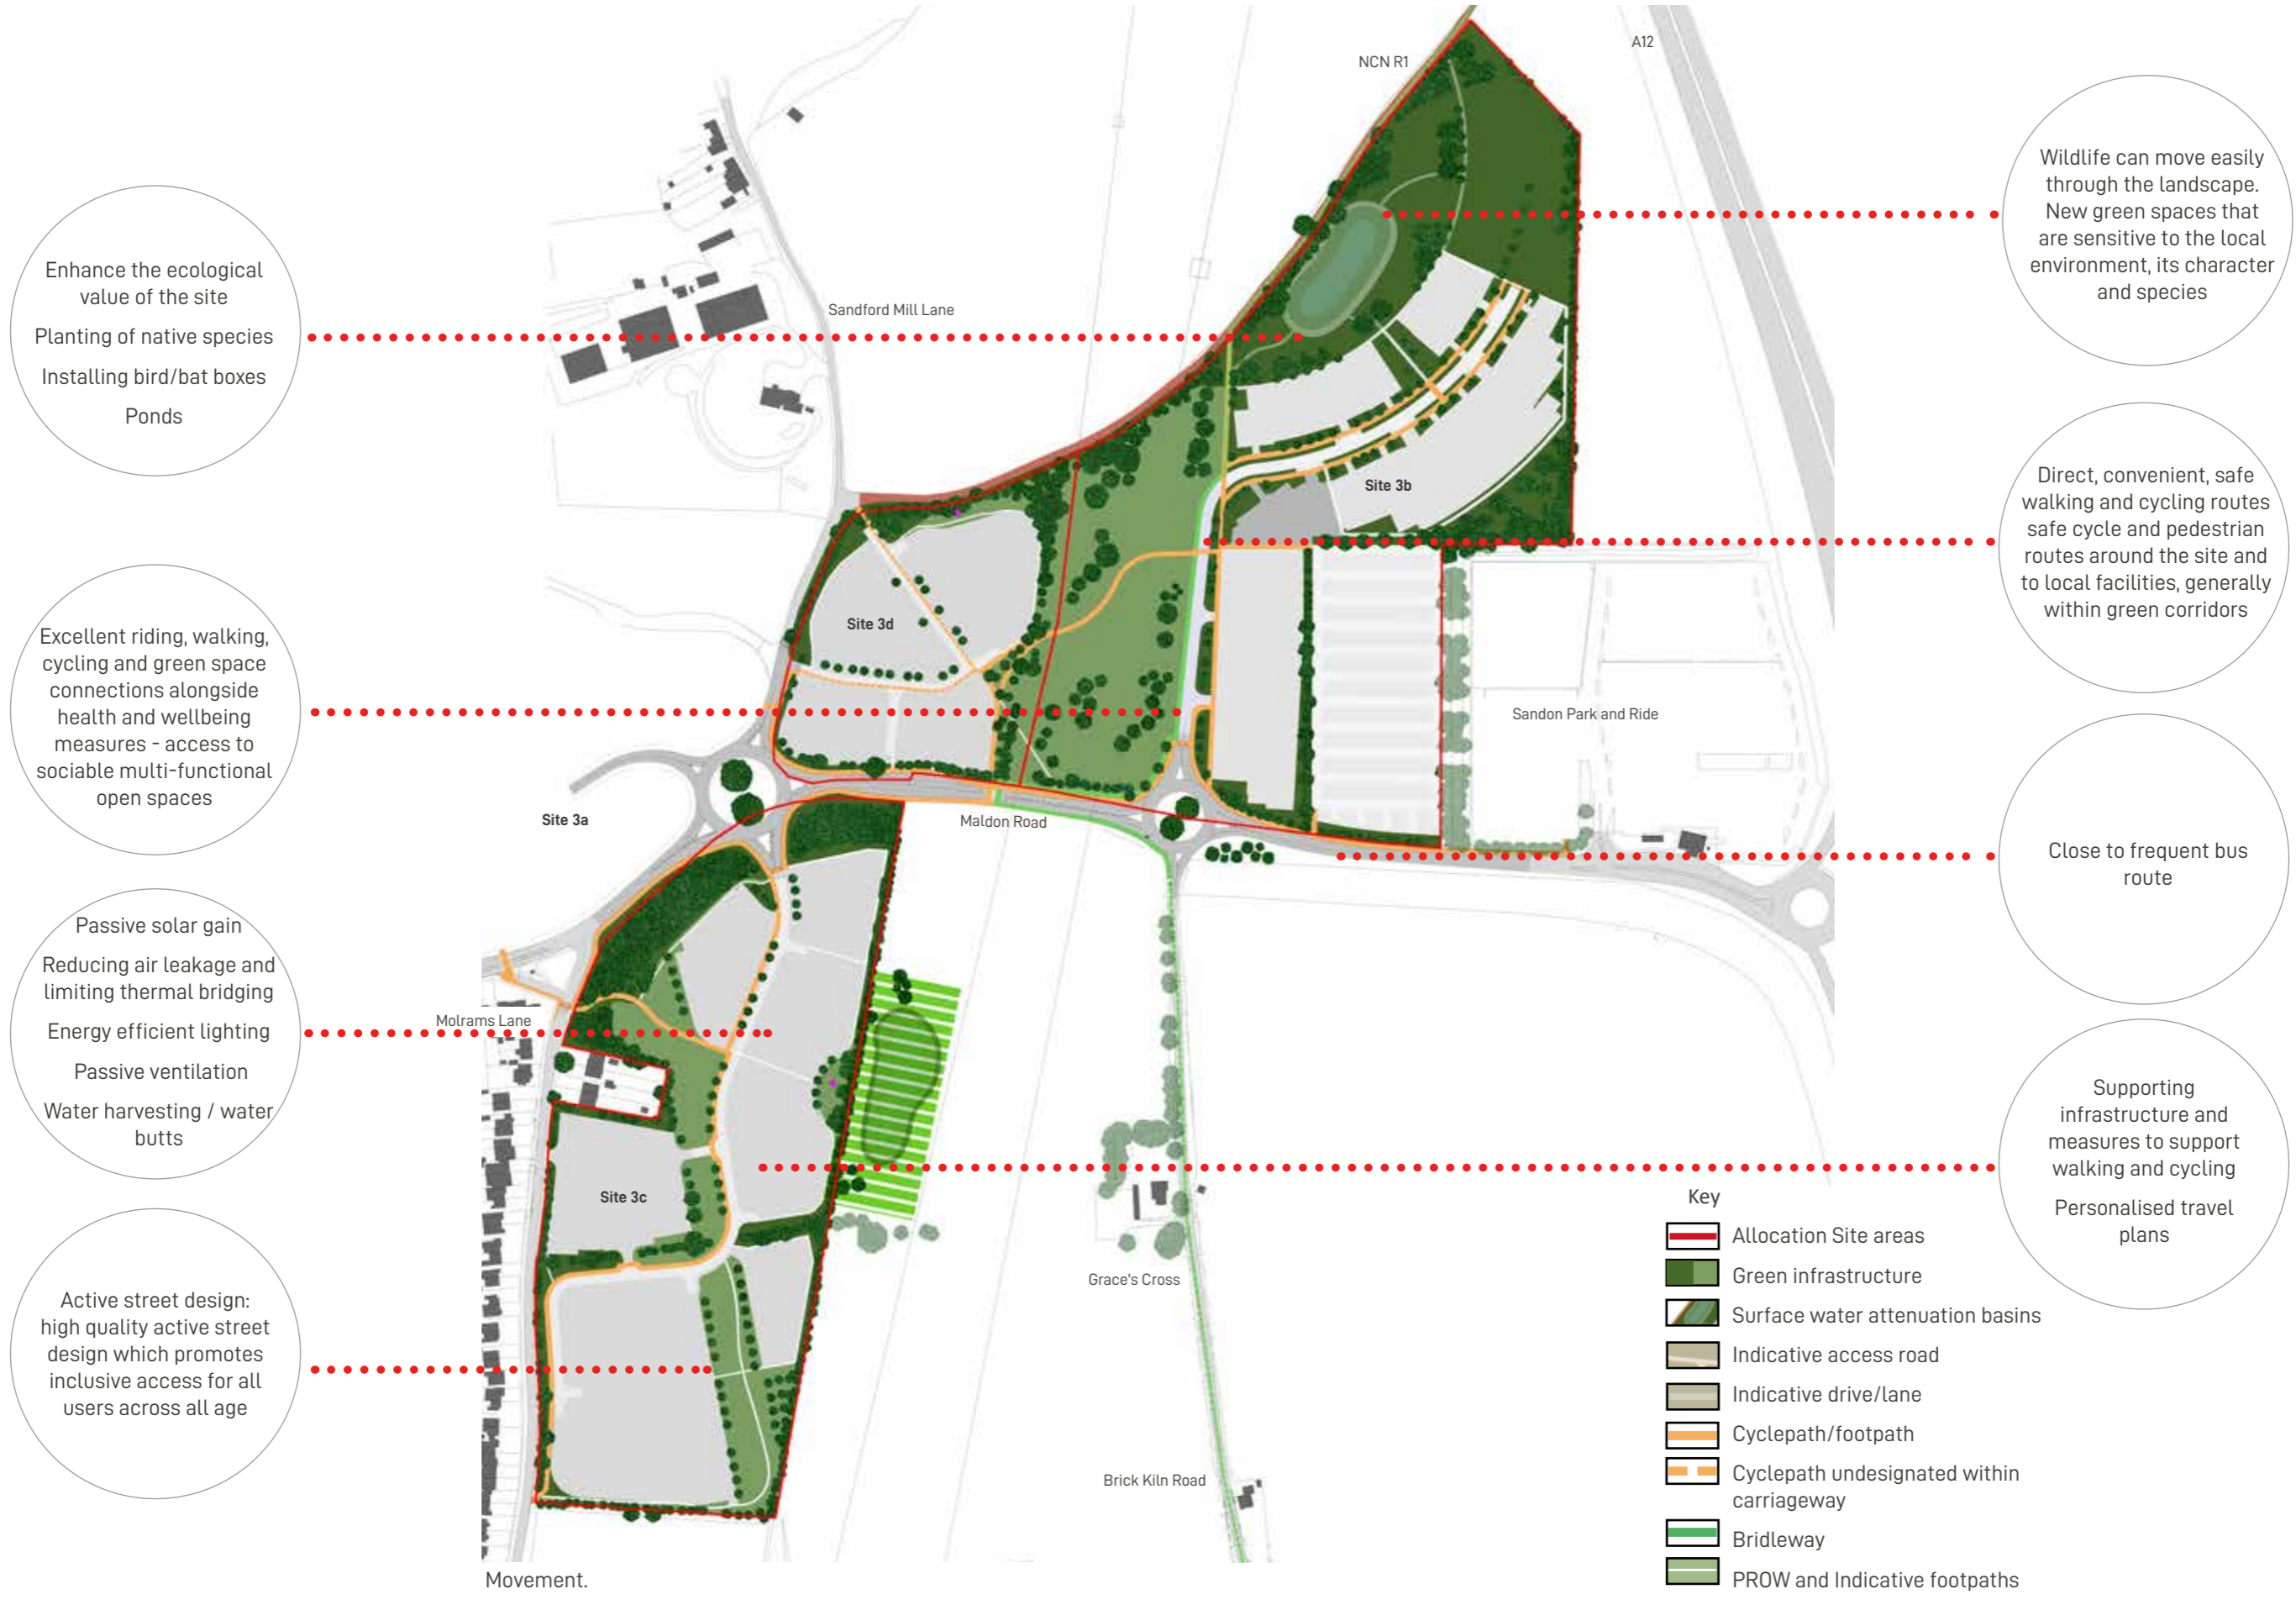 Enhance the ecological
value of the site
Planting of native species
Installing bird/bat boxes
Ponds
Excellent riding, walking,
cycling and green space
connections alongside
health and wellbeing
measures - access to
sociable multi-functional
open spaces
Passive solar gain
Reducing air leakage and
limiting thermal bridging
Energy efficient lighting
Passive ventilation
Water harvesting / water
butts
Active street design:
high quality active street
design which promotes
inclusive access for all
users across all age
NCN R1
A12
Sandford Mill Lane
Site 3b
Site 3d
Sandon Park and Ride
Site 3a
Maldon Road
Molrams Lane
Site 3c
Grace's Cross
Brick Kiln Road
Movement.
Wildlife can move easily
through the landscape.
New green spaces that
are sensitive to the local
environment, its character
and species
Direct, convenient, safe
walking and cycling routes
safe cycle and pedestrian
routes around the site and
to local facilities, generally
within green corridors
Close to frequent bus
route
Supporting
infrastructure and
measures to support
walking and cycling
Personalised travel
plans
Key
Allocation Site areas
Green infrastructure
Surface water attenuation basins
Indicative access road
Indicative drive/lane
Cyclepath/footpath
Cyclepath undesignated within
carriageway
Bridleway
PROW and Indicative footpaths